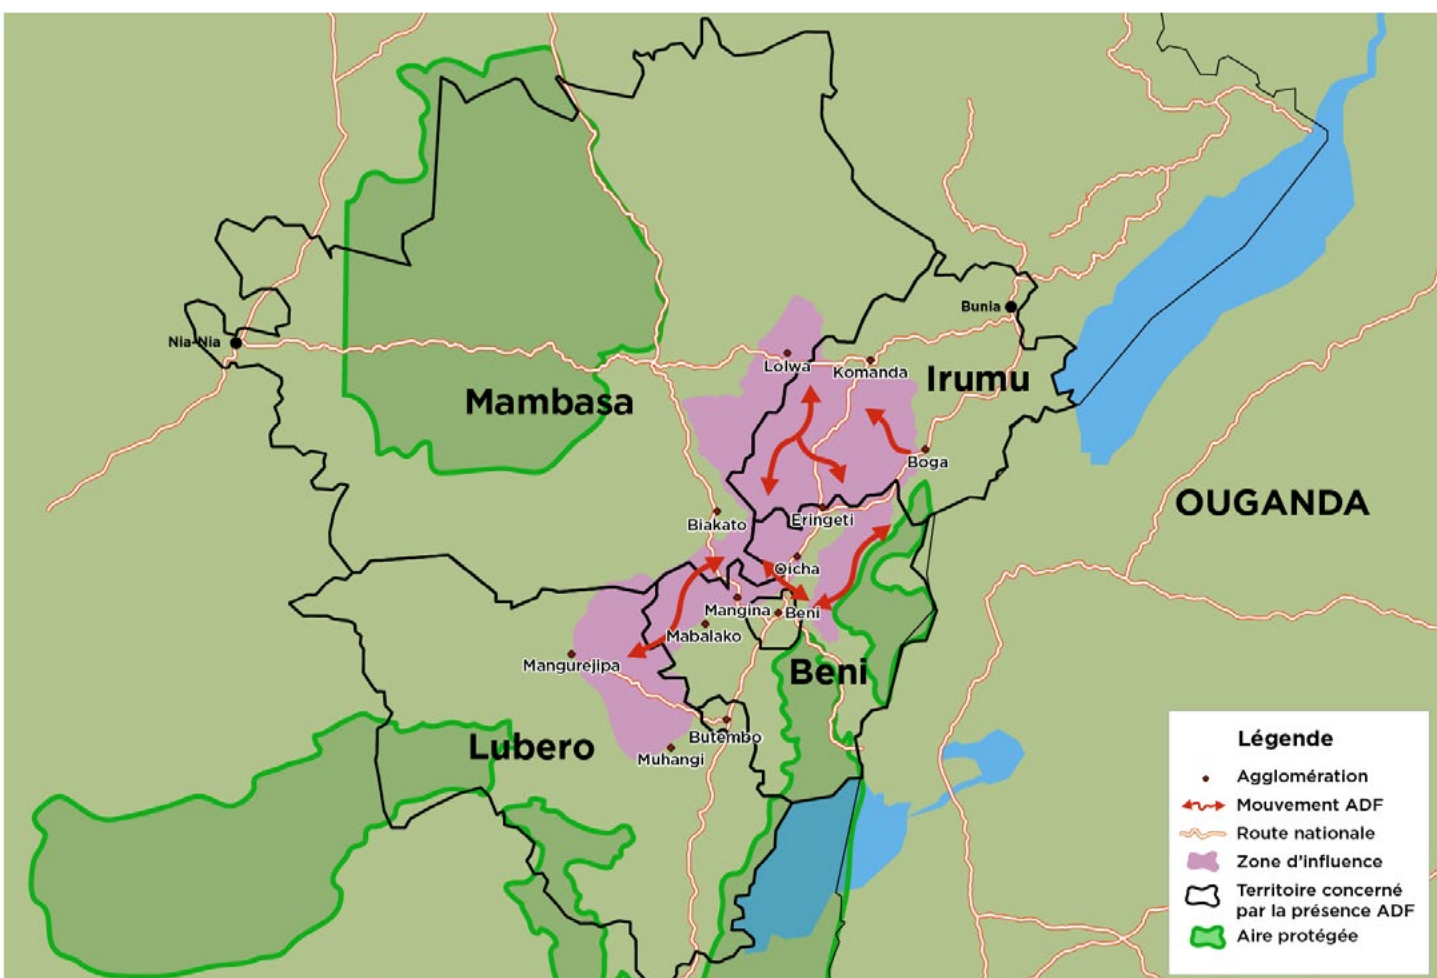 Bunia
Nia-Nia
Lolwa
Komanda
Irumu
Mambasa
Boga
OUGANDA
Biakato
Eringeti
Oicha
Mangina
Beni
Mabalako
Mangurejipa
Beni
Butembo
Lubero
Muhangi
Légende
Agglomération
Mouvement ADF
Route nationale
Zone d'influence
Territoire concerné
par la présence ADF
Aire protégée